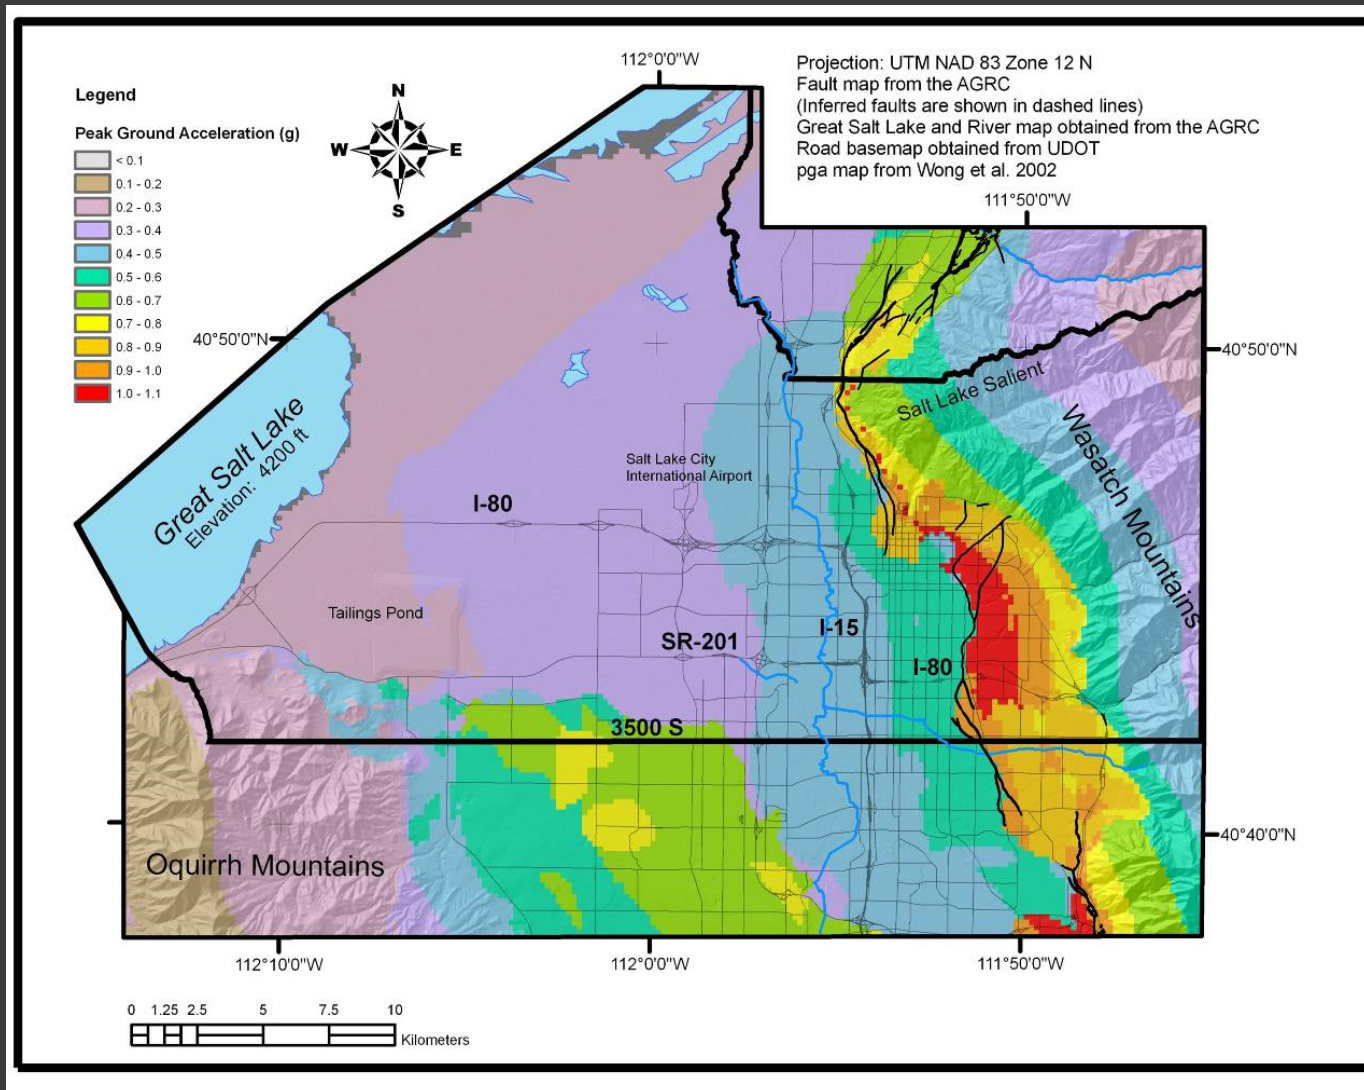 Legend
Peak Ground Acceleration (g)
< 0.1
0.1 - 0.2
0.2 - 0.3
0.3 - 0.4
0.4 - 0.5
0.5 - 0.6
0.6 - 0.7
0.7 - 0.8
0.8 - 0.9
0.9 - 1.0
1.0 - 1.1
N
W
E
S
112°0'0"W
Projection: UTM NAD 83 Zone 12 N
Fault map from the AGRC
(Inferred faults are shown in dashed lines)
Great Salt Lake and River map obtained from the AGRC
Road basemap obtained from UDOT
pga map from Wong et al. 2002
111°50'0"W
40°50'0"N
40°50'0"N
Salt Lake Salient
Wasatch Mountains
Great Salt Lake
Elevation: 4200 ft
Salt Lake City
International Airport
I-80
Tailings Pond
SR-201
I-15
I-80
3500 S
40°40'0"N
Oquirrh Mountains
112°10'0"W
112°0'0"W
111°50'0"W
0 1.25 2.5 5 7.5 10
Kilometers